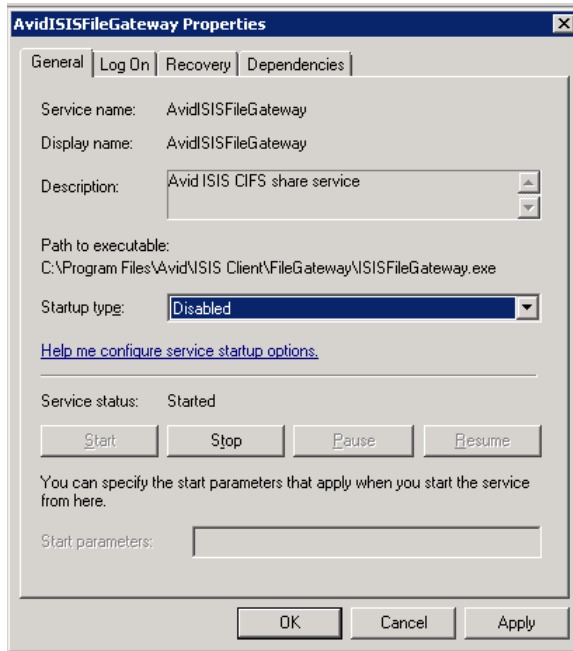 AvidISISFileGateway Properties
General Log On Recovery Dependencies
Service name: AvidISISFileGateway
Display name: AvidISISFileGateway
Description: Avid ISIS CIFS share service
Path to executable:
C:\Program Files\Avid\ISIS Client\FileGateway\ISISFileGateway.exe
Startup type: Disabled
Help me configure service startup options.
Service status: Started
Start Stop Pause Resume
You can specify the start parameters that apply when you start the service
from here.
Start parameters:
OK Cancel Apply